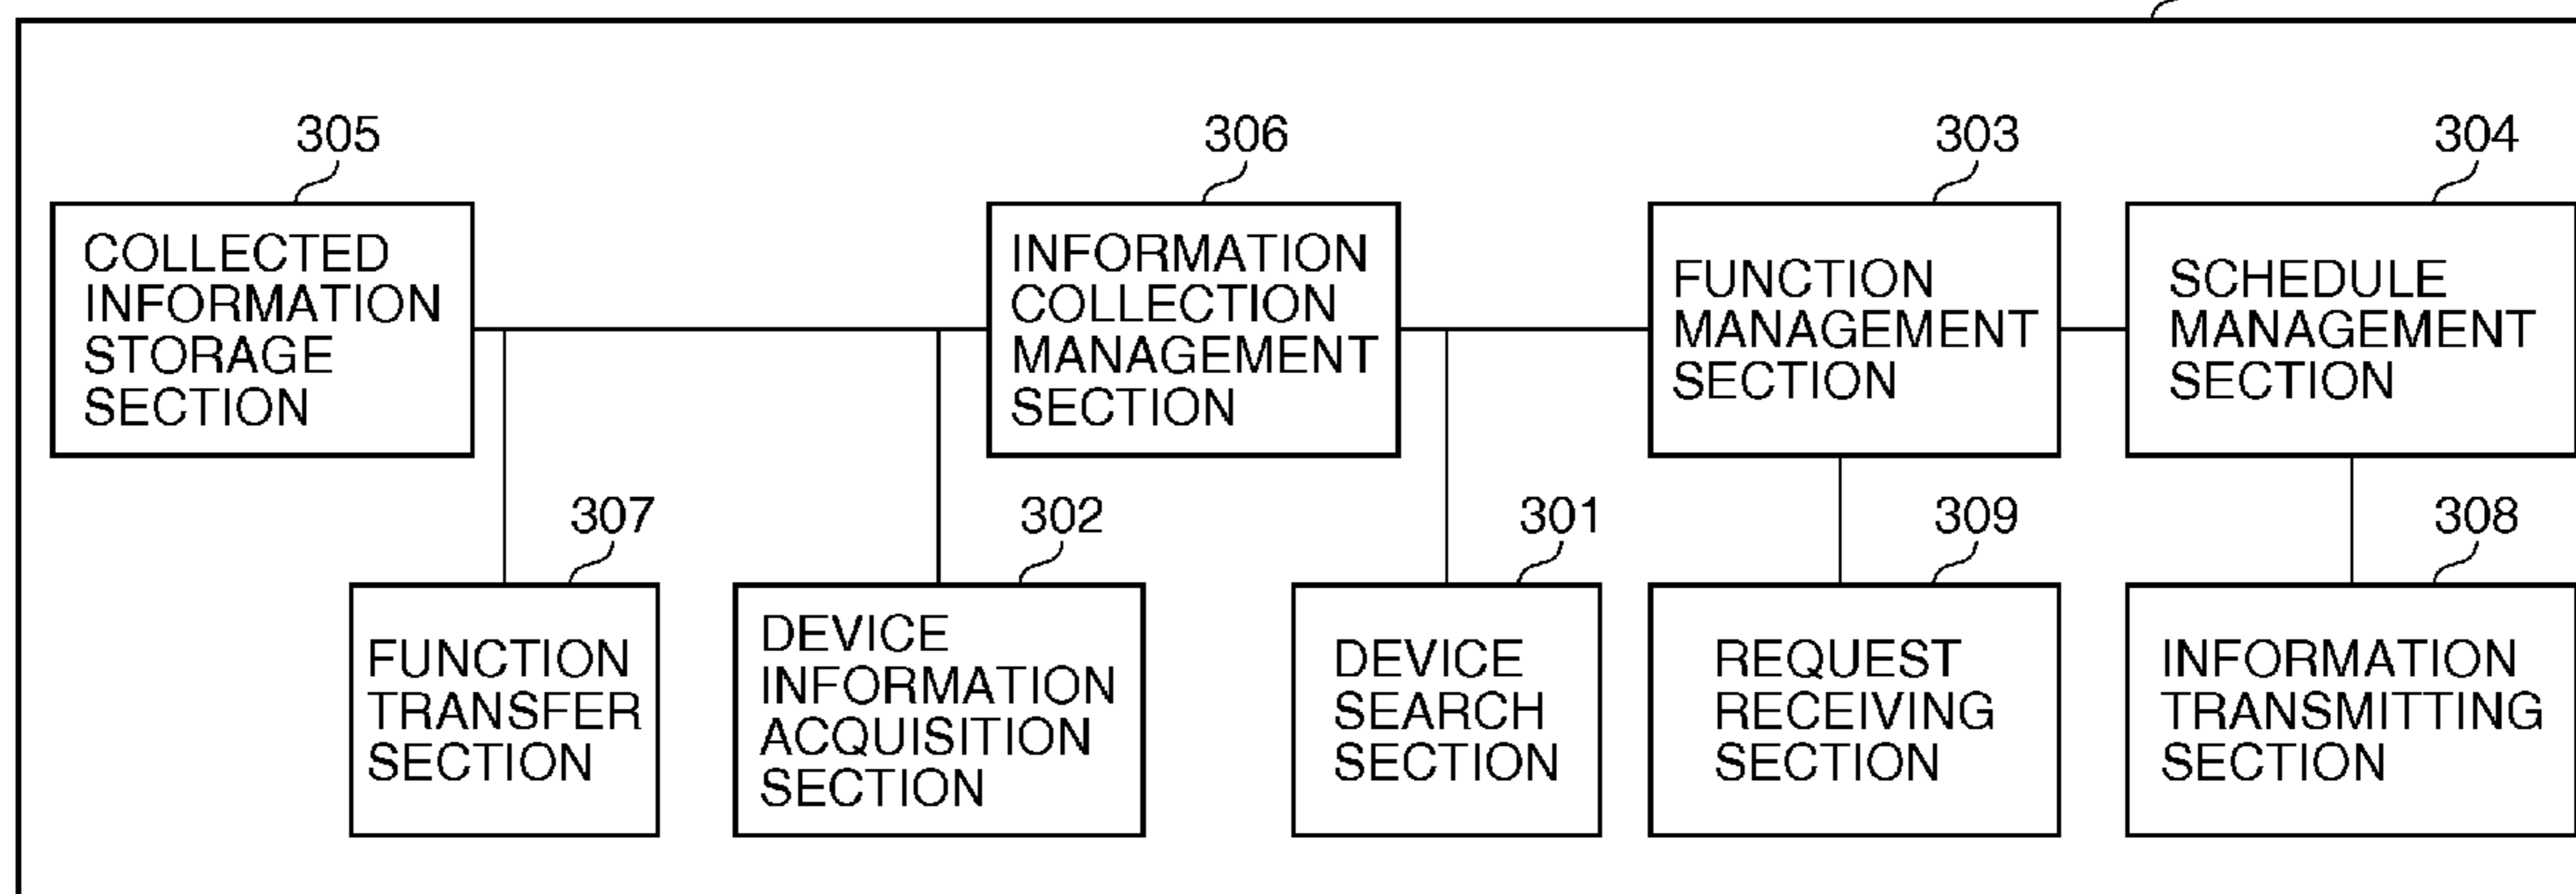 305
306
303
304
COLLECTED
INFORMATION
STORAGE
SECTION
INFORMATION
COLLECTION
MANAGEMENT
SECTION
FUNCTION
MANAGEMENT
SECTION
SCHEDULE
MANAGEMENT
SECTION
307
302
301
309
308
FUNCTION
TRANSFER
SECTION
DEVICE
INFORMATION
ACQUISITION
SECTION
DEVICE
SEARCH
SECTION
REQUEST
RECEIVING
SECTION
INFORMATION
TRANSMITTING
SECTION